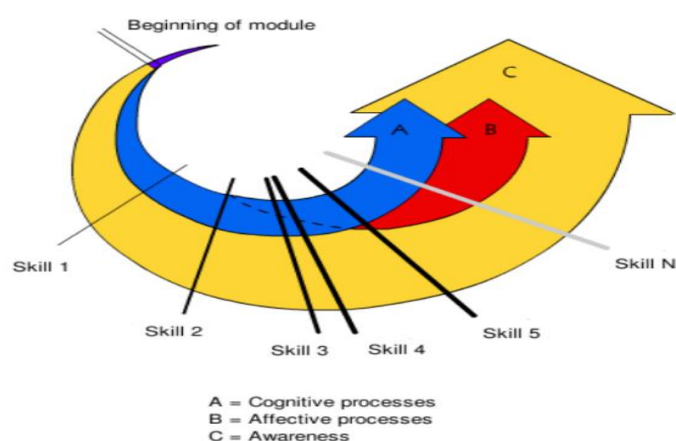 Beginning of module
C
A
B
Skill 1
Skill N
Skill 2
Skill 5
Skill 3
Skill 4
A = Cognitive processes
B = Affective processes
C = Awareness